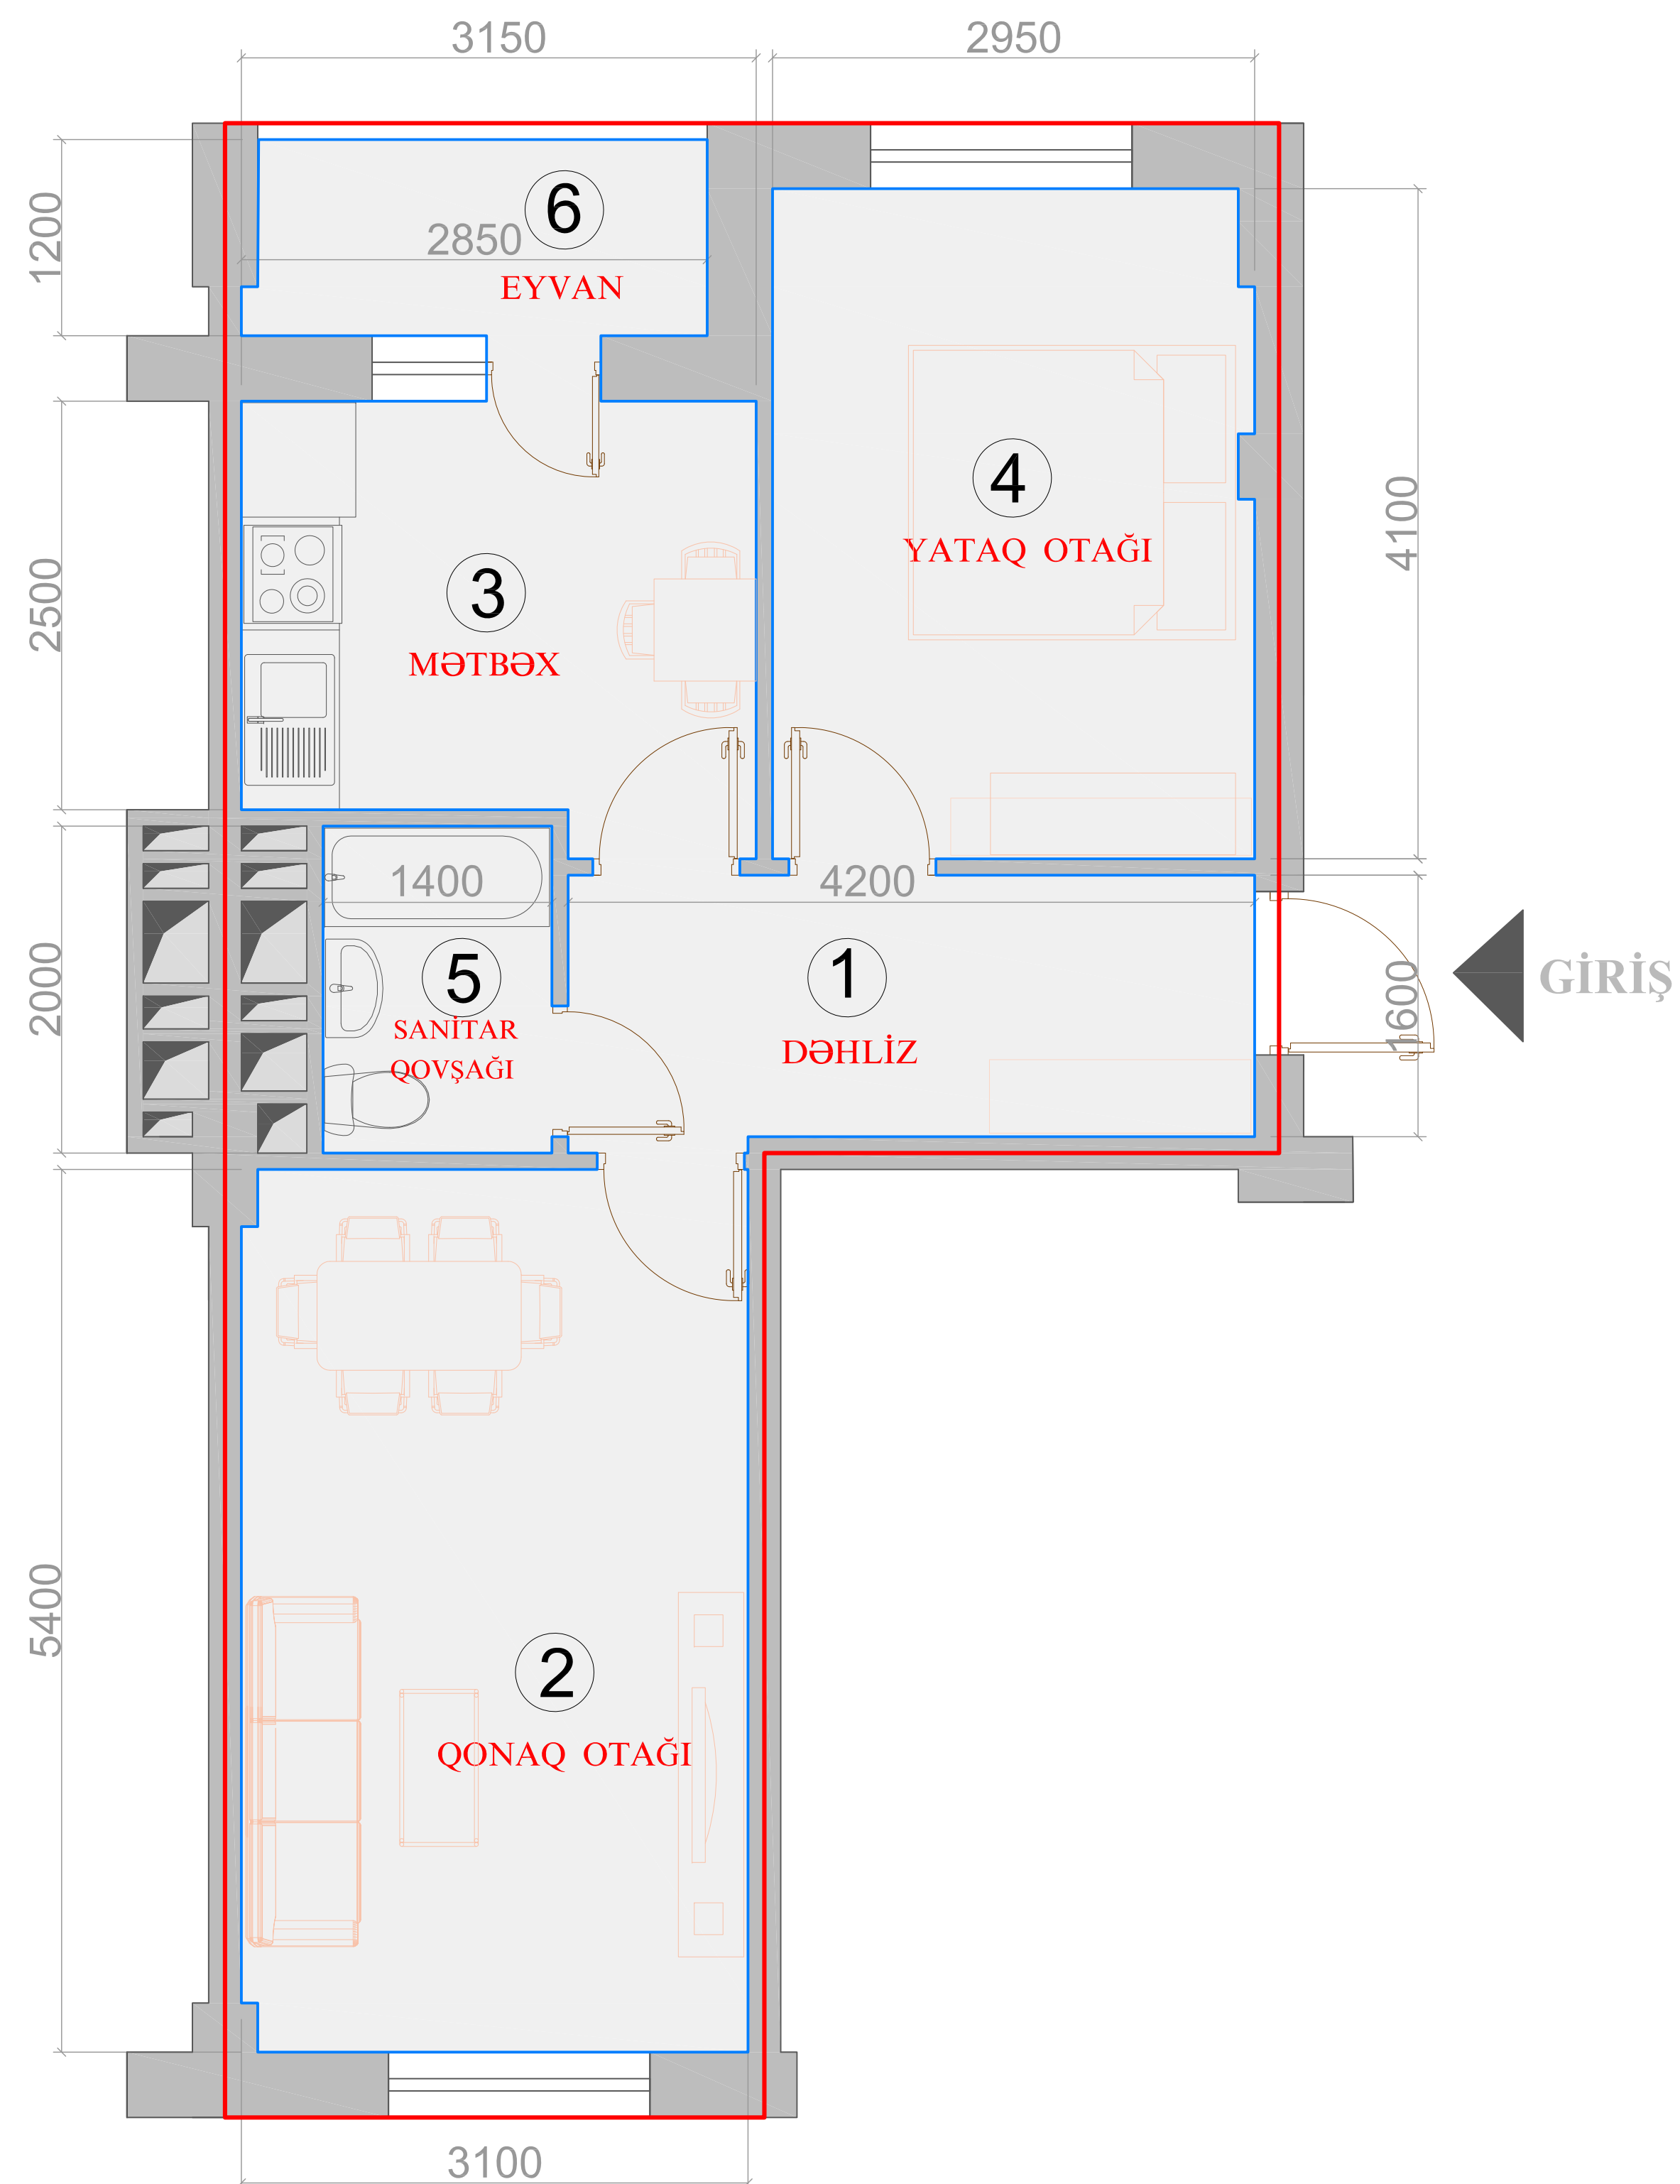 3150
2950
1200
6
2850
EYVAN
4100
4
YATAQ OTAĞI
2500
3
MƏTBƏX
1400
4200
2000
5
SANİTAR
QOVŞAĞI
1
DƏHLİZ
1600
GİRİŞ
5400
2
QONAQ OTAĞI
3100